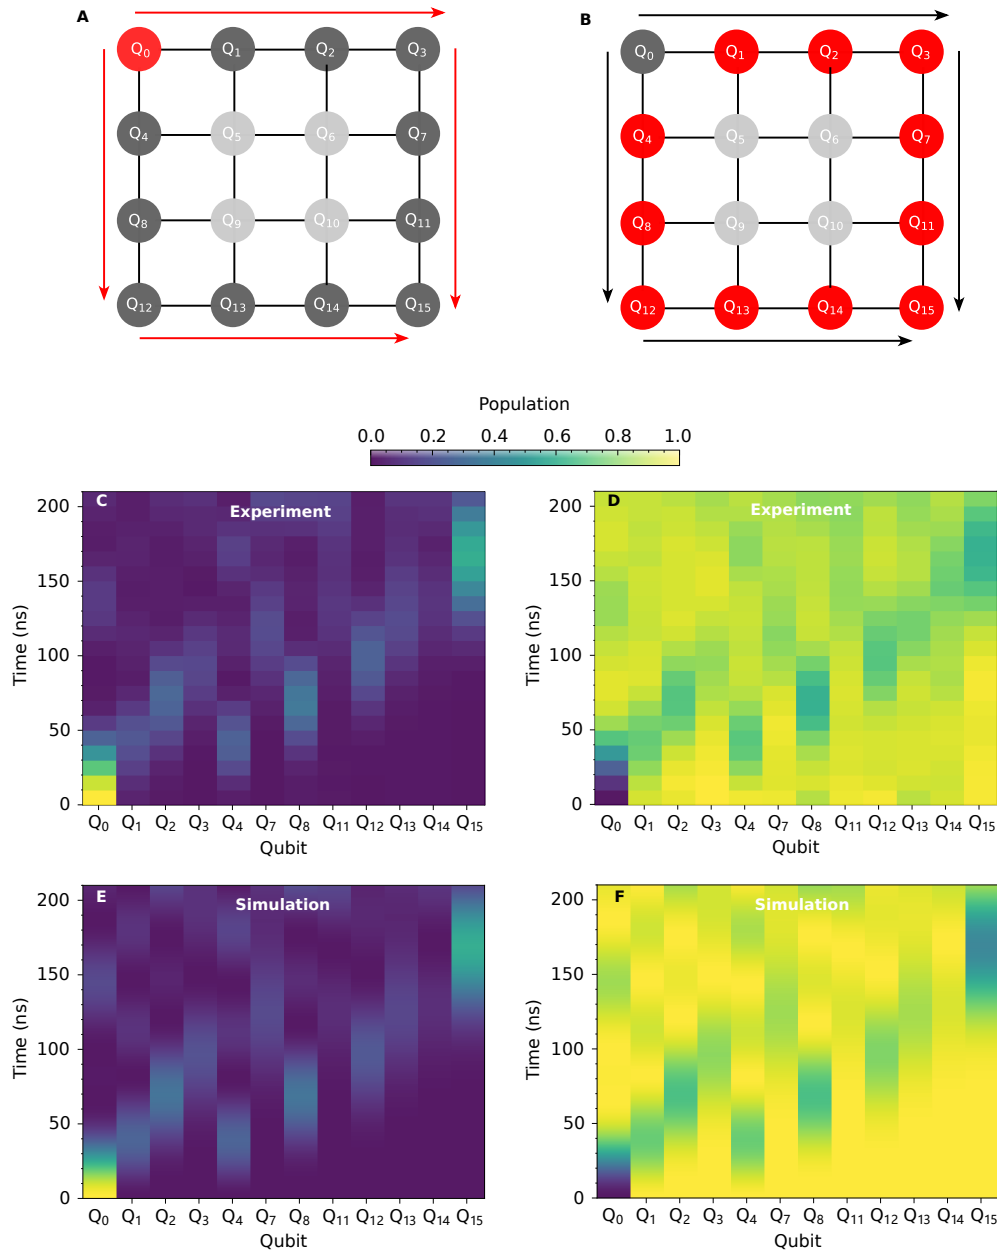 A
Q0 Q1 Q2 Q3
Q4 Q5 Q6 Q7
Q8 Q9 Q10 Q11
Q12 Q13 Q14 Q15
B
Q0 Q1 Q2 Q3
Q4 Q5 Q6 Q7
Q8 Q9 Q10 Q11
Q12 Q13 Q14 Q15
Population
0.0 0.2 0.4 0.6 0.8 1.0
C
Experiment
Time (ns)
200
150
100
50
0
Q0 Q1 Q2 Q3 Q4 Q7 Q8 Q11 Q12 Q13 Q14 Q15
Qubit
D
Experiment
Time (ns)
200
150
100
50
0
Q0 Q1 Q2 Q3 Q4 Q7 Q8 Q11 Q12 Q13 Q14 Q15
Qubit
E
Simulation
Time (ns)
200
150
100
50
0
Q0 Q1 Q2 Q3 Q4 Q7 Q8 Q11 Q12 Q13 Q14 Q15
Qubit
F
Simulation
Time (ns)
200
150
100
50
0
Q0 Q1 Q2 Q3 Q4 Q7 Q8 Q11 Q12 Q13 Q14 Q15
Qubit